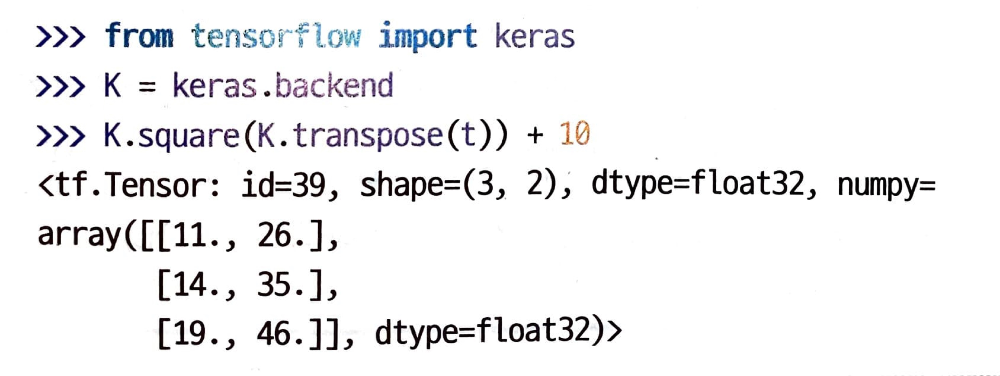 >>> from tensorflow import keras
>>> K = keras.backend
>>> K.square(K.transpose(t)) + 10
<tf.Tensor: id=39, shape=(3, 2), dtype=float32, numpy=
array([[11., 26.],
       [14., 35.],
       [19., 46.]], dtype=float32)>